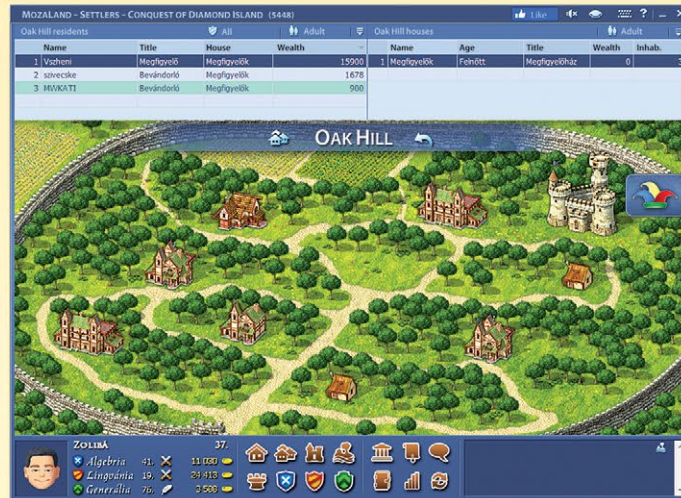 MOZALAND - SETTLERS - CONQUEST OF DIAMOND ISLAND (5448) Like ?
Oak Hill residents All Adult Oak Hill houses Adult
Name Title House Wealth Name Age Title Wealth Inhab.
1 Vszheni Megfigyelő Megfigyelők 15900 1 Megfigyelők Felnőtt Megfigyelőház 0 3
2 szivecske Bevándorló Megfigyelők 1678
3 MWKATI Bevándorló Megfigyelők 900
OAK HILL
ZOLIBÁ 37.
Algebria 41. 11 030
Lingvánia 19. 24 413
Generália 76. 3 508